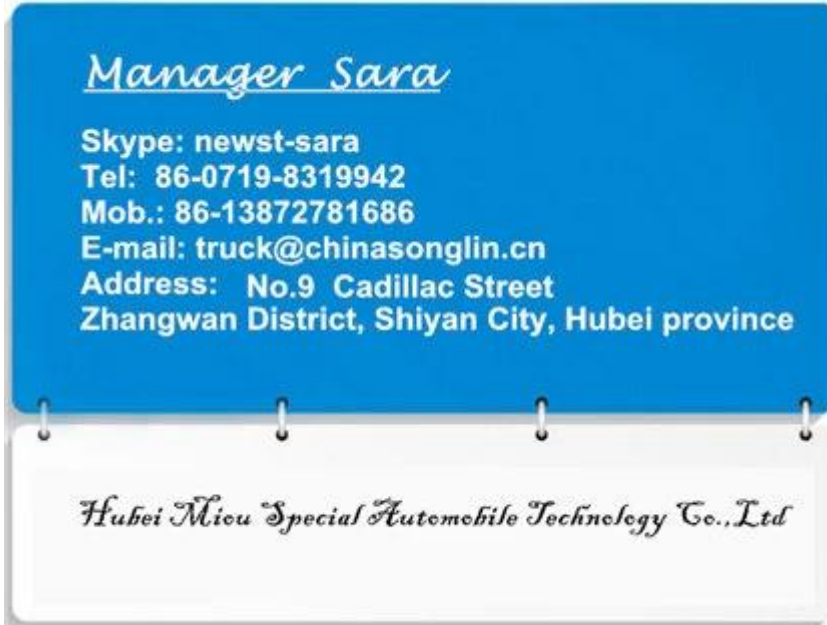 Manager Sara
Skype: newst-sara
Tel: 86-0719-8319942
Mob.: 86-13872781686
E-mail: truck@chinasonglin.cn
Address: No.9 Cadillac Street
Zhangwan District, Shiyan City, Hubei province
Hubei Miou Special Automobile Technology Co.,Ltd